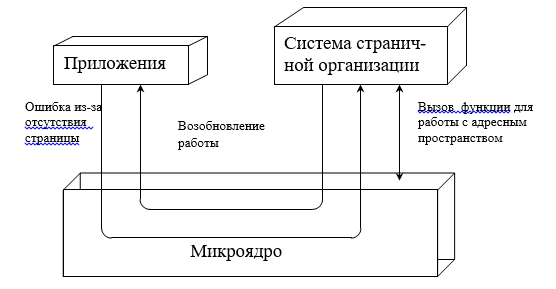 Система странич-
ной организации
Приложения
Ошибка из-за
отсутствия
страницы
Возобновление
работы
Вызов функции для
работы с адресным
пространством
Микроядро